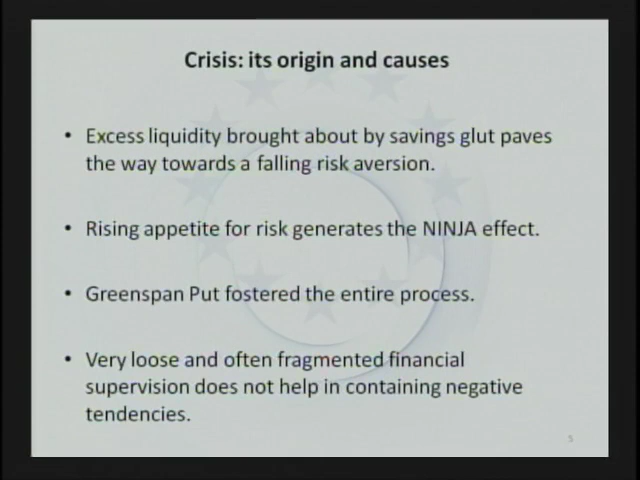 Crisis: its origin and causes
• Excess liquidity brought about by savings glut paves
the way towards a falling risk aversion.
• Rising appetite for risk generates the NINJA effect.
• Greenspan Put fostered the entire process.
• Very loose and often fragmented financial
supervision does not help in containing negative
tendencies.
5